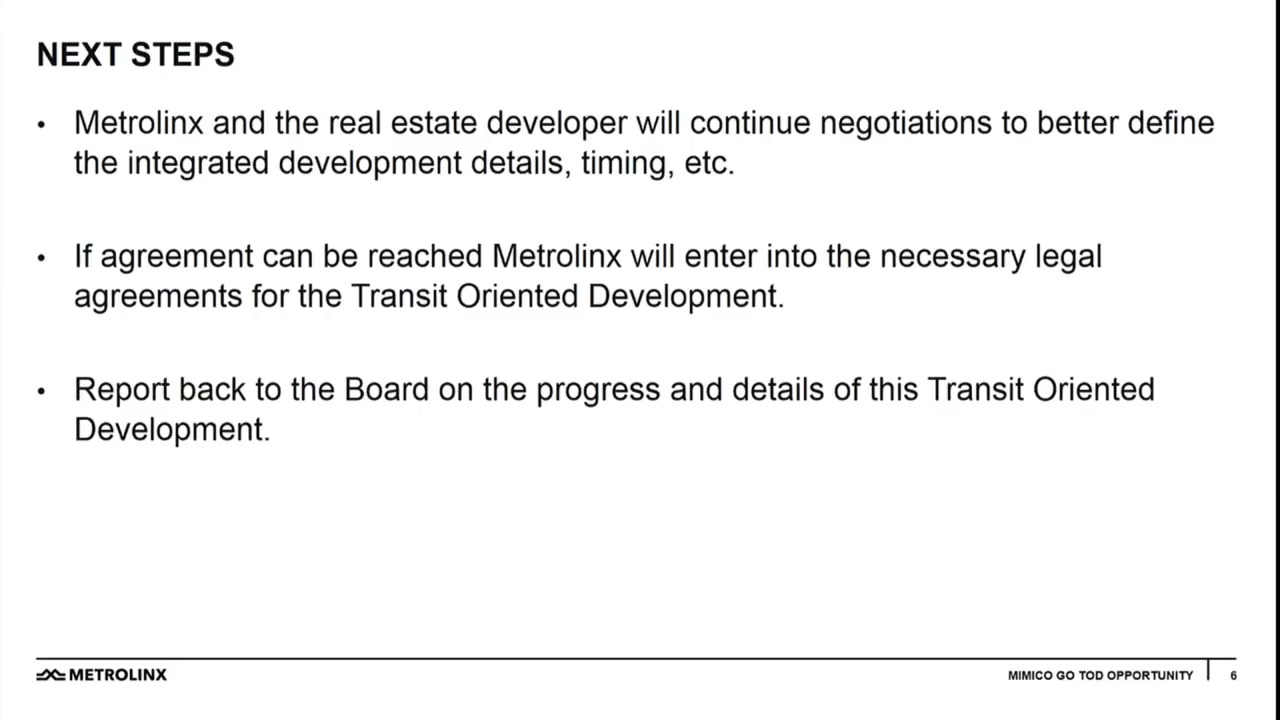 NEXT STEPS
• Metrolinx and the real estate developer will continue negotiations to better define
the integrated development details, timing, etc.
• If agreement can be reached Metrolinx will enter into the necessary legal
agreements for the Transit Oriented Development.
• Report back to the Board on the progress and details of this Transit Oriented
Development.
METROLINX
MIMICO GO TOD OPPORTUNITY 6